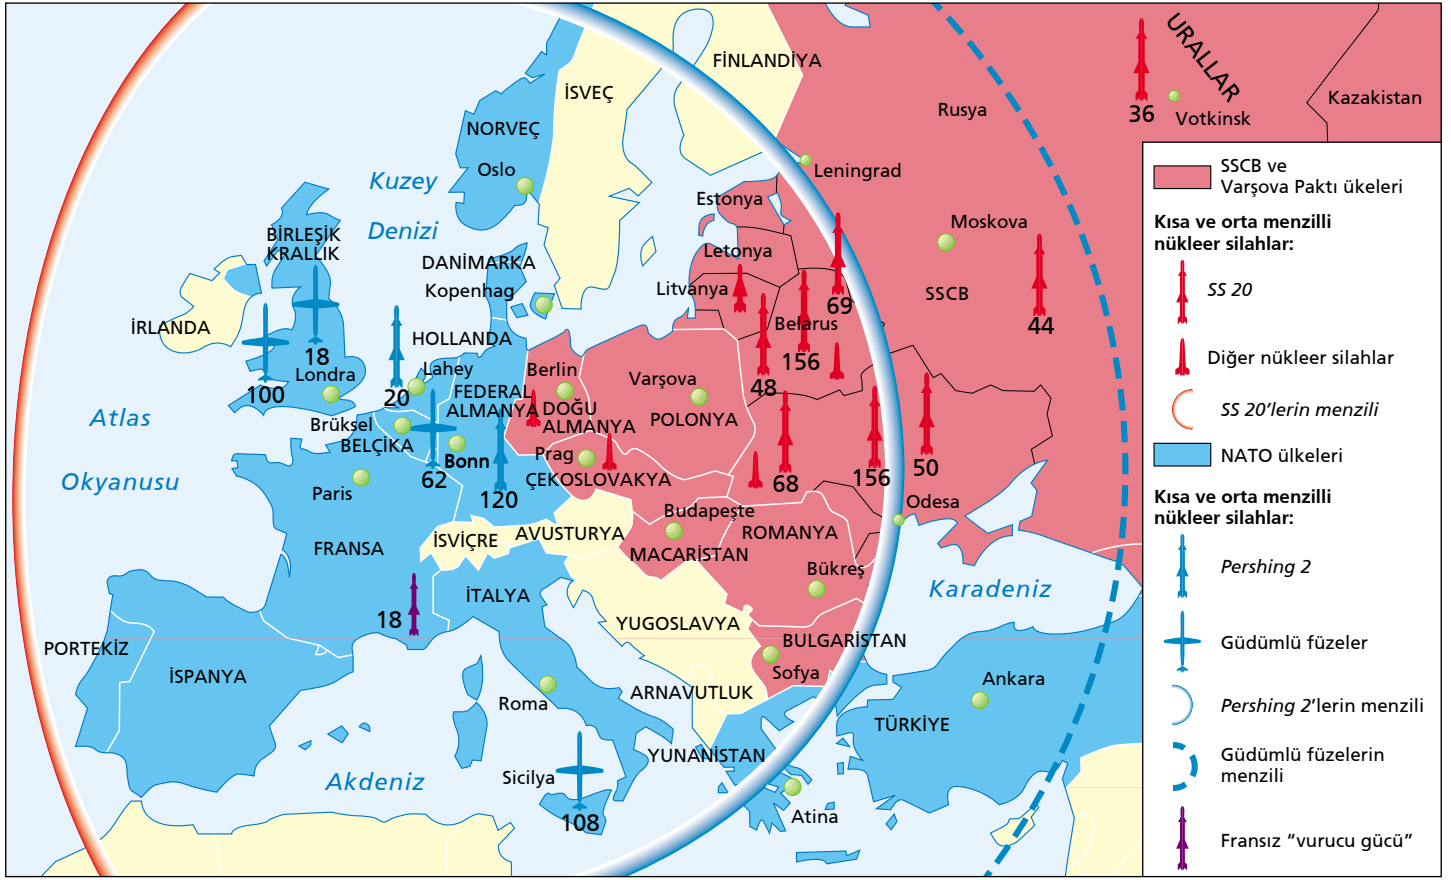 URALLAR
FİNLANDİYA
İSVEÇ
Rusya
Kazakistan
36
Votkinsk
NORVEÇ
Oslo
Leningrad
Kuzey
Denizi
Estonya
Moskova
BİRLEŞİK
KRALLIK
Letonya
DANİMARKA
Kopenhag
Litvanya
SSCB
69
44
İRLANDA
HOLLANDA
Belarus
18
156
Londra
Lahey
Berlin
Varşova
48
100
20
FEDERAL
ALMANYA
DOĞU
ALMANYA
POLONYA
Atlas
Okyanusu
Brüksel
BELÇİKA
Bonn
Prag
ÇEKOSLOVAKYA
62
120
68
156
50
Paris
Odesa
Budapeşte
ROMANYA
İSVİÇRE
AVUSTURYA
MACARİSTAN
FRANSA
Bükreş
Karadeniz
İTALYA
18
YUGOSLAVYA
BULGARİSTAN
PORTEKİZ
İSPANYA
Sofya
Ankara
ARNAVUTLUK
Roma
TÜRKİYE
YUNANİSTAN
Sicilya
Akdeniz
108
Atina
SSCB ve
Varşova Paktı ükeleri
Kısa ve orta menzilli
nükleer silahlar:
SS 20
Diğer nükleer silahlar
SS 20’lerin menzili
NATO ülkeleri
Kısa ve orta menzilli
nükleer silahlar:
Pershing 2
Güdümlü füzeler
Pershing 2’lerin menzili
Güdümlü füzelerin
menzili
Fransız “vurucu gücü”